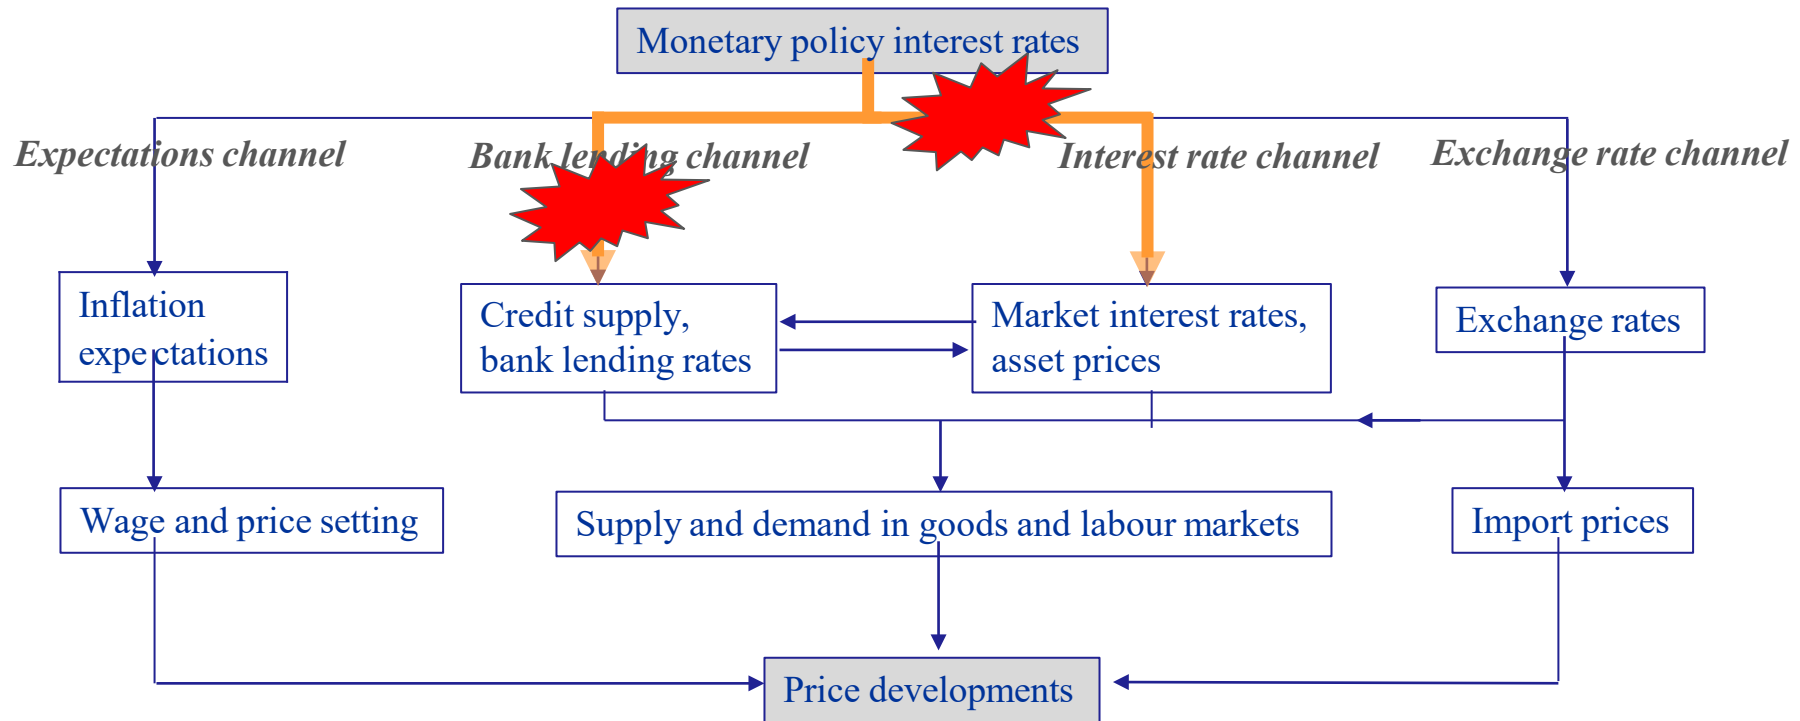 Monetary policy interest rates
Expectations channel
Bank lending channel
Interest rate channel
Exchange rate channel
Inflation
expectations
Credit supply,
bank lending rates
Market interest rates,
asset prices
Exchange rates
Wage and price setting
Supply and demand in goods and labour markets
Import prices
Price developments